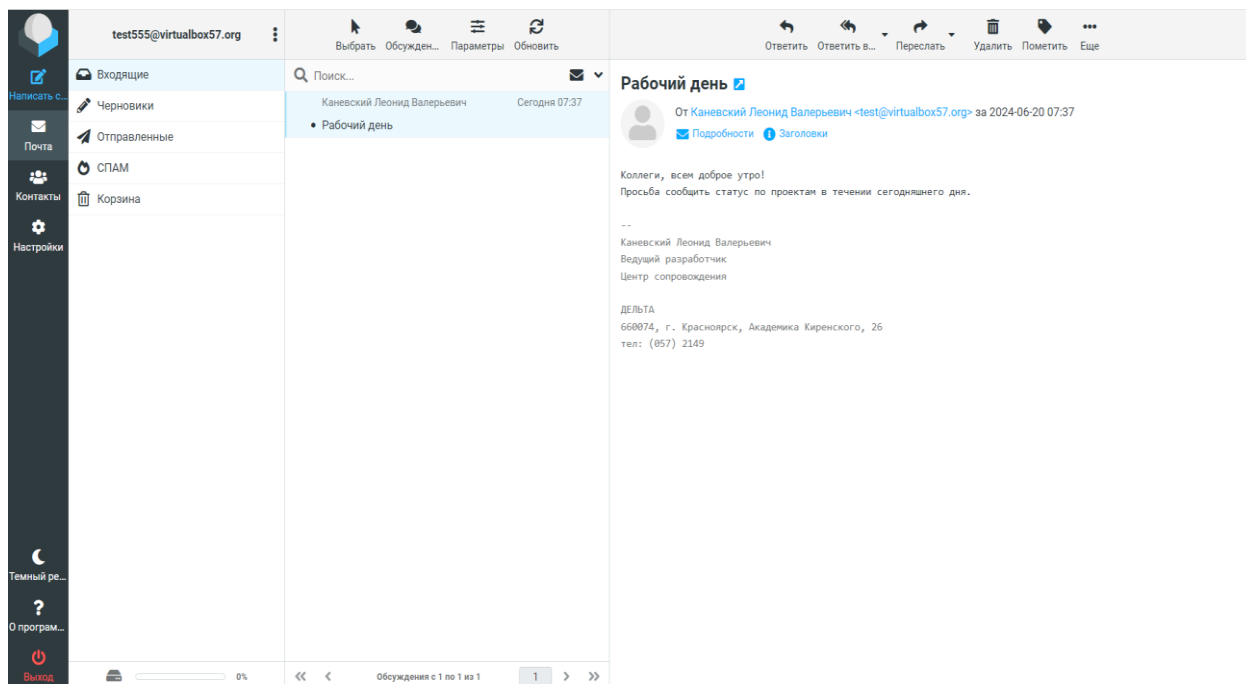 test555@virtualbox57.org
Выбрать Обсужден... Параметры Обновить
Ответить Ответить в... Переслать Удалить Пометить Еще
Написать с...
Почта
Контакты
Настройки
Темный ре...
О програм...
Выход
Входящие
Черновики
Отправленные
СПАМ
Корзина
0%
Поиск...
Каневский Леонид Валерьевич Сегодня 07:37
• Рабочий день
Обсуждения с 1 по 1 из 1
1
Рабочий день
От Каневский Леонид Валерьевич <test@virtualbox57.org> за 2024-06-20 07:37
Подробности Заголовки
Коллеги, всем доброе утро!
Просьба сообщить статус по проектам в течении сегодняшнего дня.
--
Каневский Леонид Валерьевич
Ведущий разработчик
Центр сопровождения
ДЕЛЬТА
660074, г. Красноярск, Академика Киренского, 26
тел: (057) 2149